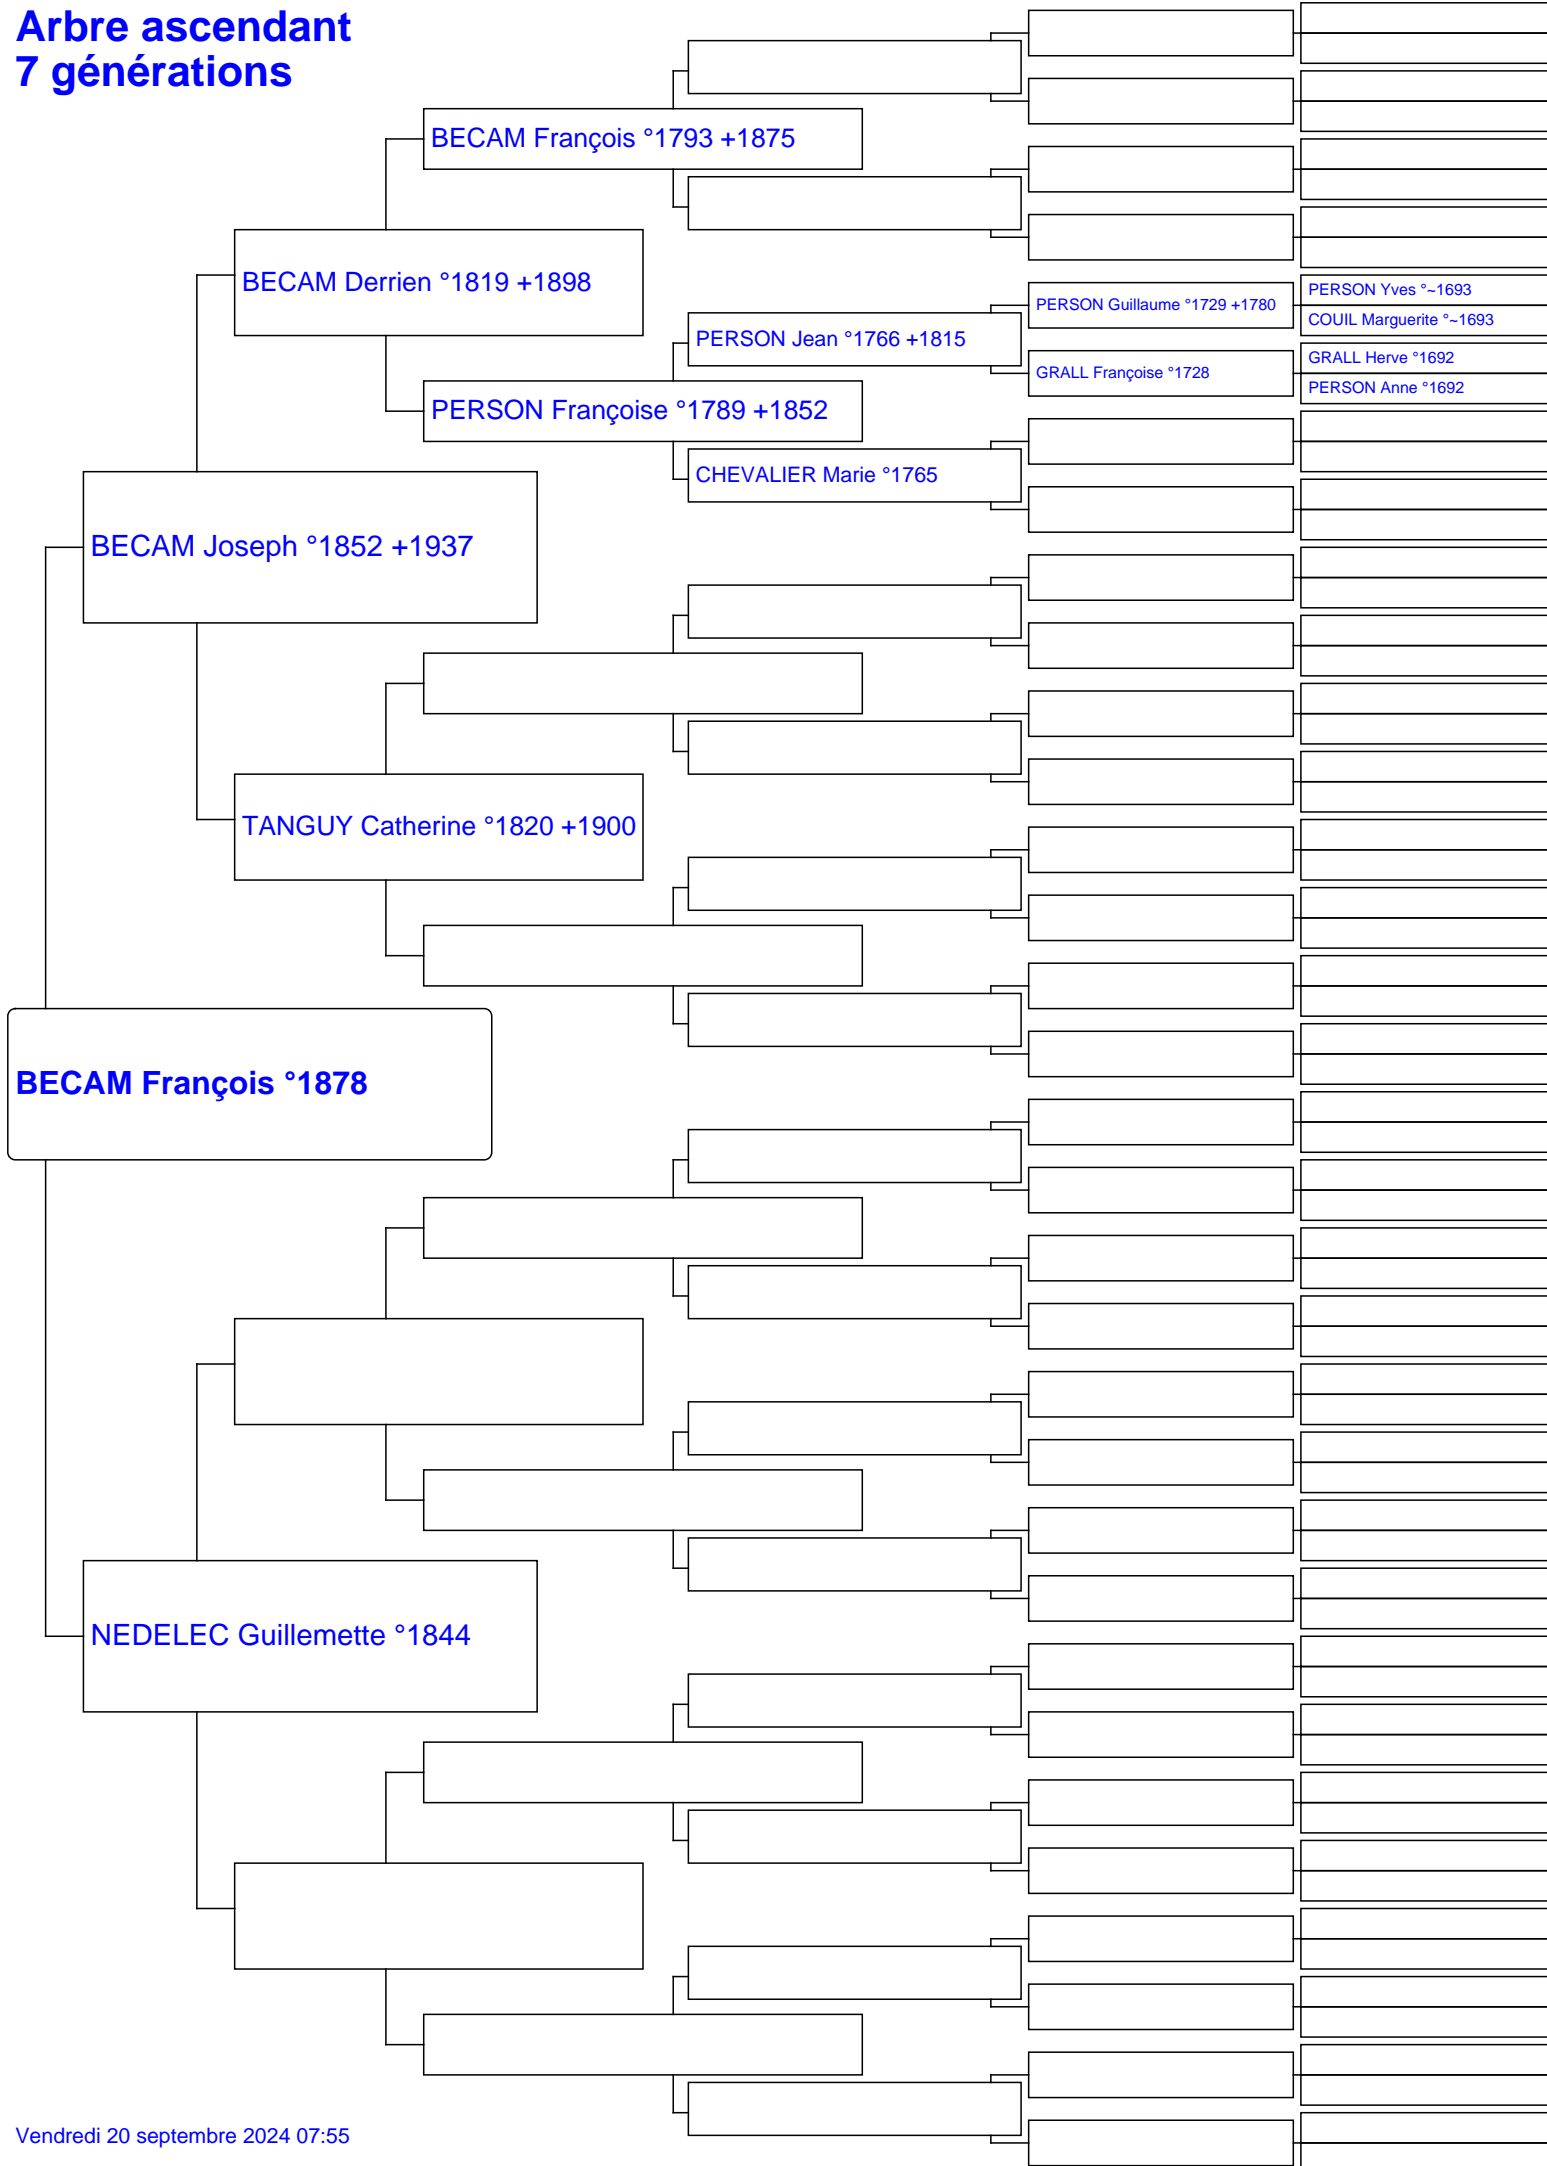 Arbre ascendant
7 générations
BECAM François °1793 +1875
BECAM Derrien °1819 +1898
PERSON Guillaume °1729 +1780
PERSON Yves °~1693
COUIL Marguerite °~1693
PERSON Jean °1766 +1815
GRALL Françoise °1728
GRALL Herve °1692
PERSON Anne °1692
PERSON Françoise °1789 +1852
CHEVALIER Marie °1765
BECAM Joseph °1852 +1937
TANGUY Catherine °1820 +1900
BECAM François °1878
NEDELEC Guillemette °1844
Vendredi 20 septembre 2024 07:55